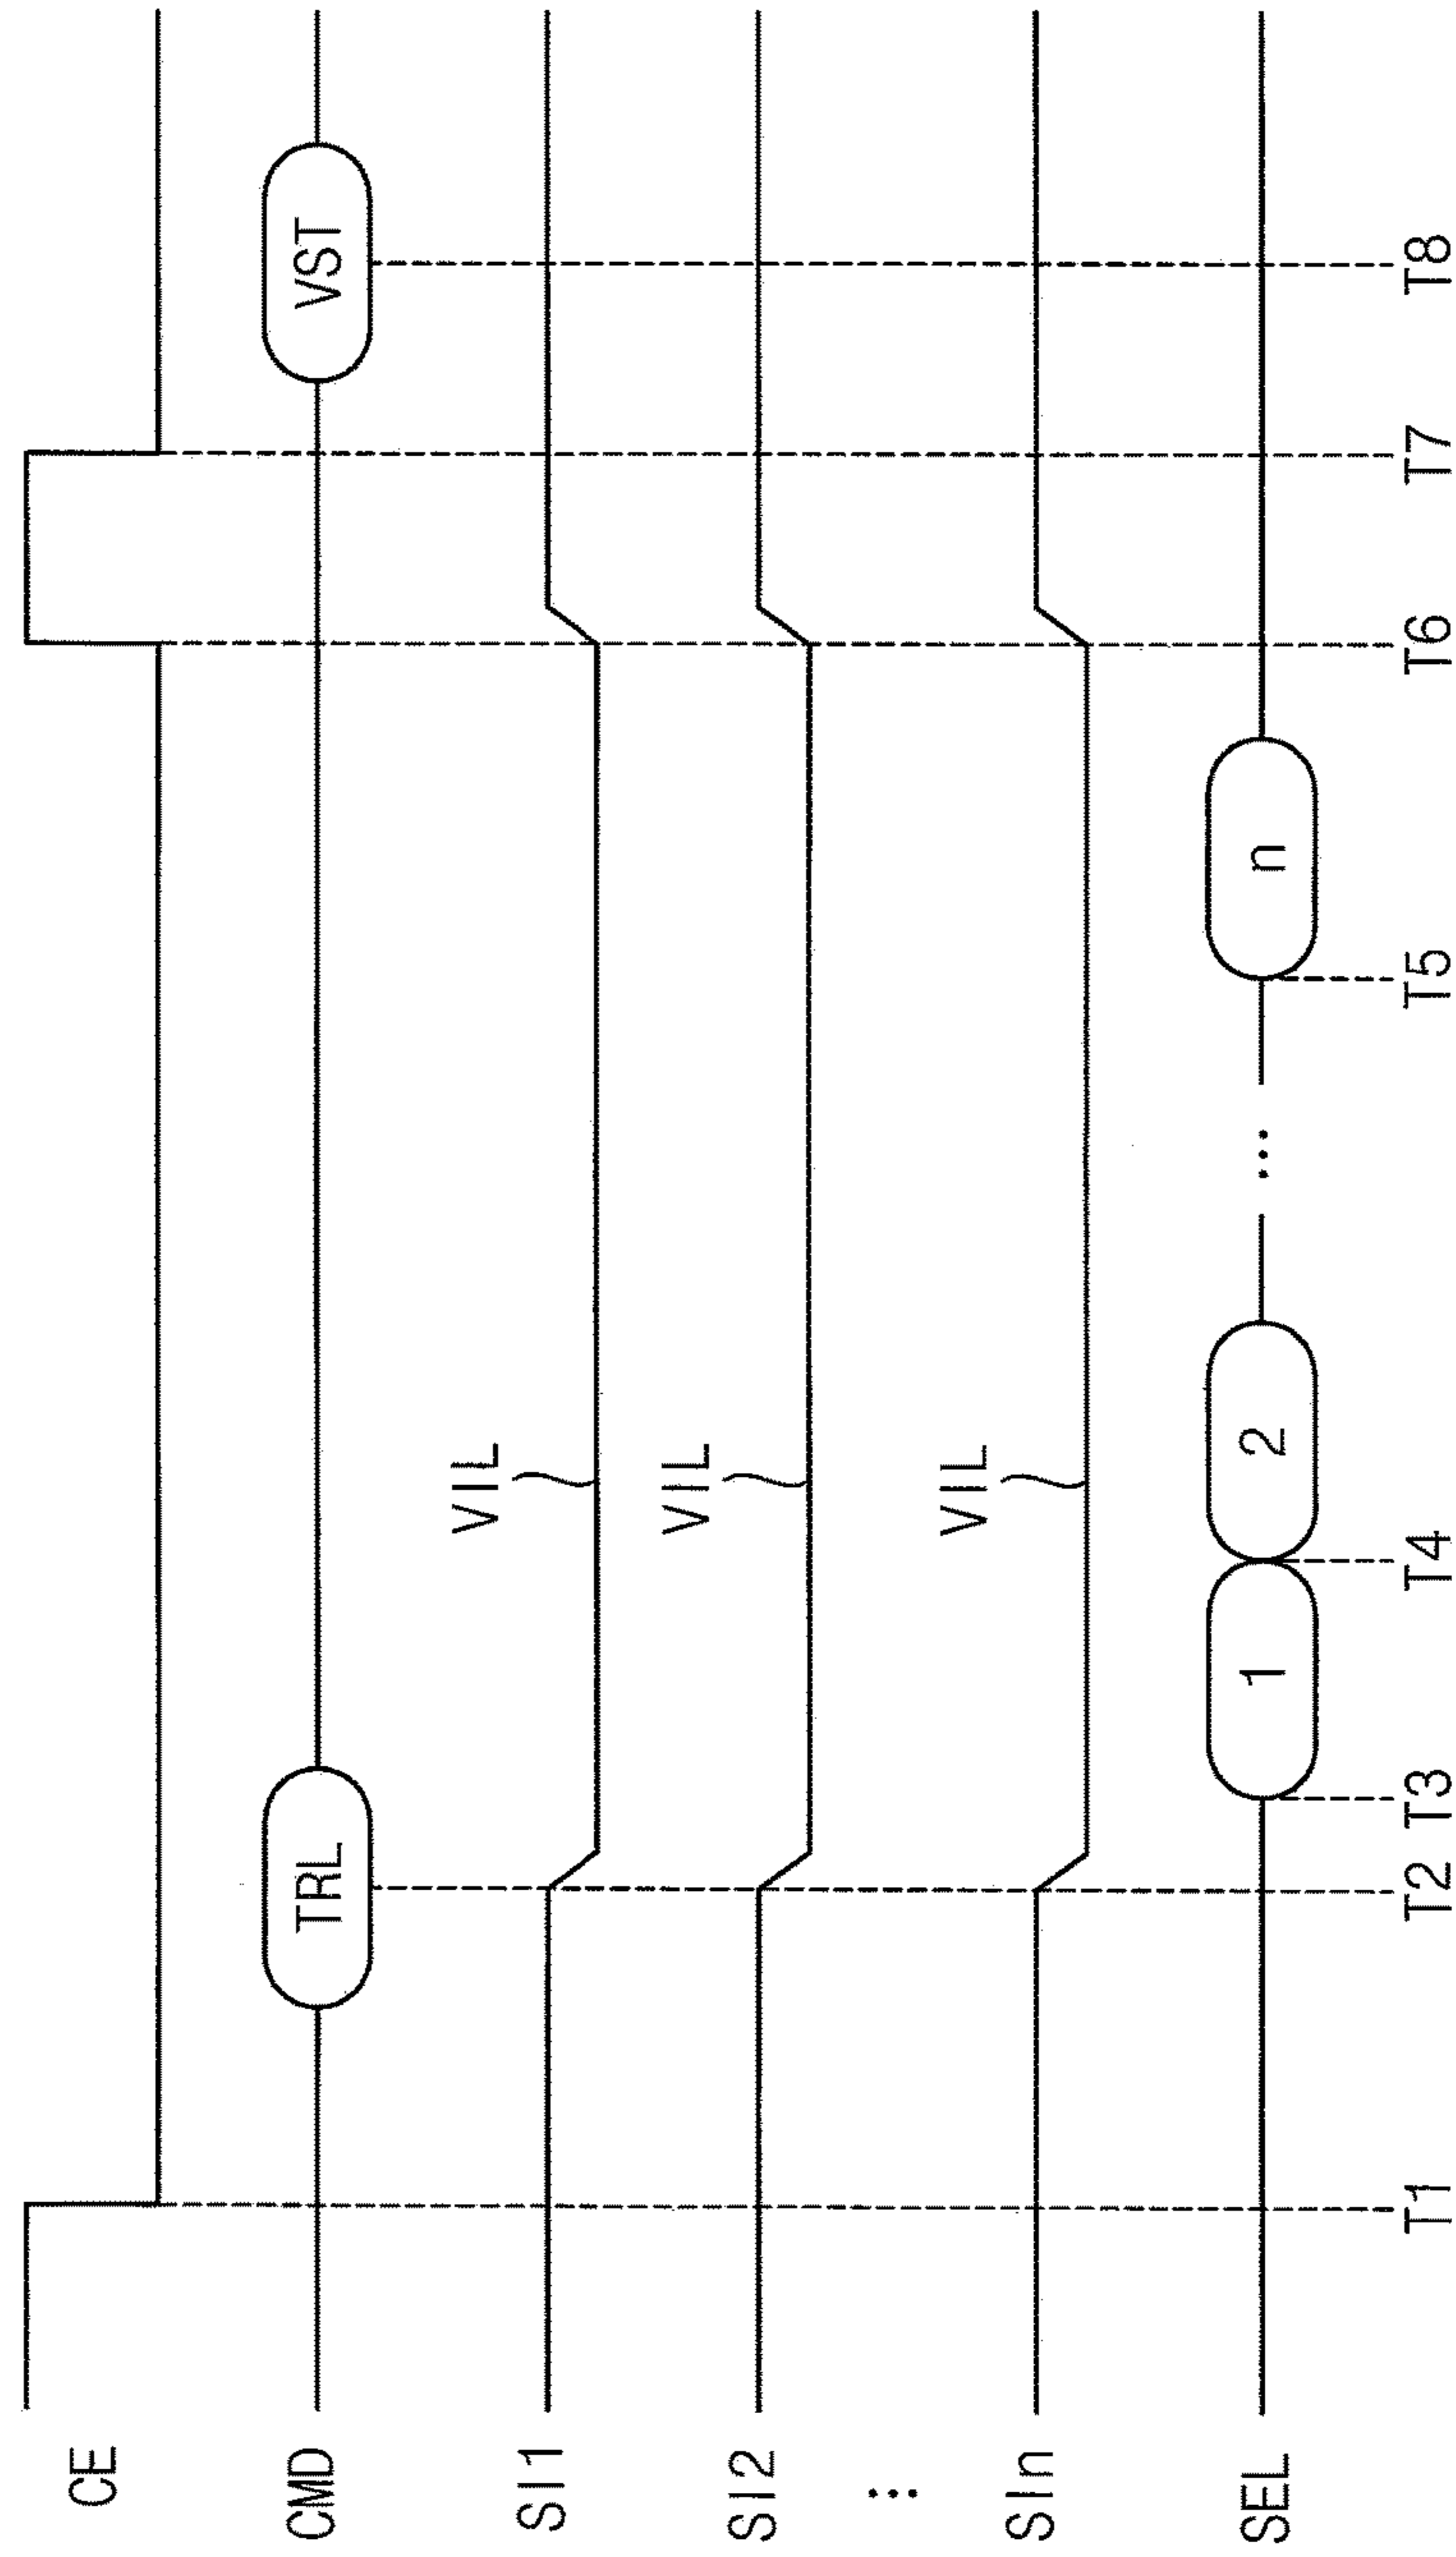 CE
CMD
TRL
VST
SI1
VIL
SI2
VIL
⋮
SIn
VIL
SEL
1
2
...
n
T1
T2
T3
T4
T5
T6
T7
T8